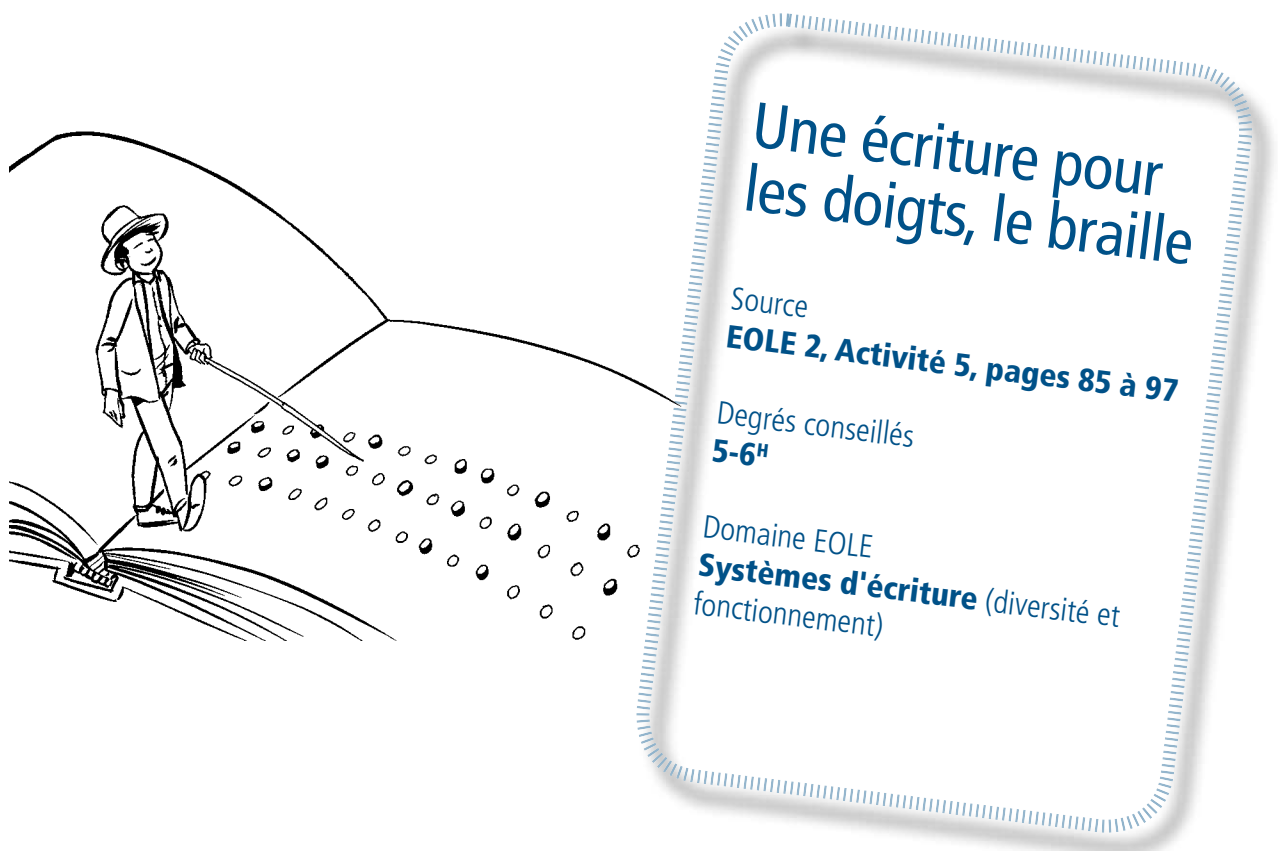 Une écriture pour
les doigts, le braille
Source
EOLE 2, Activité 5, pages 85 à 97
Degrés conseillés
5-6ᴴ
Domaine EOLE
Systèmes d'écriture (diversité et
fonctionnement)